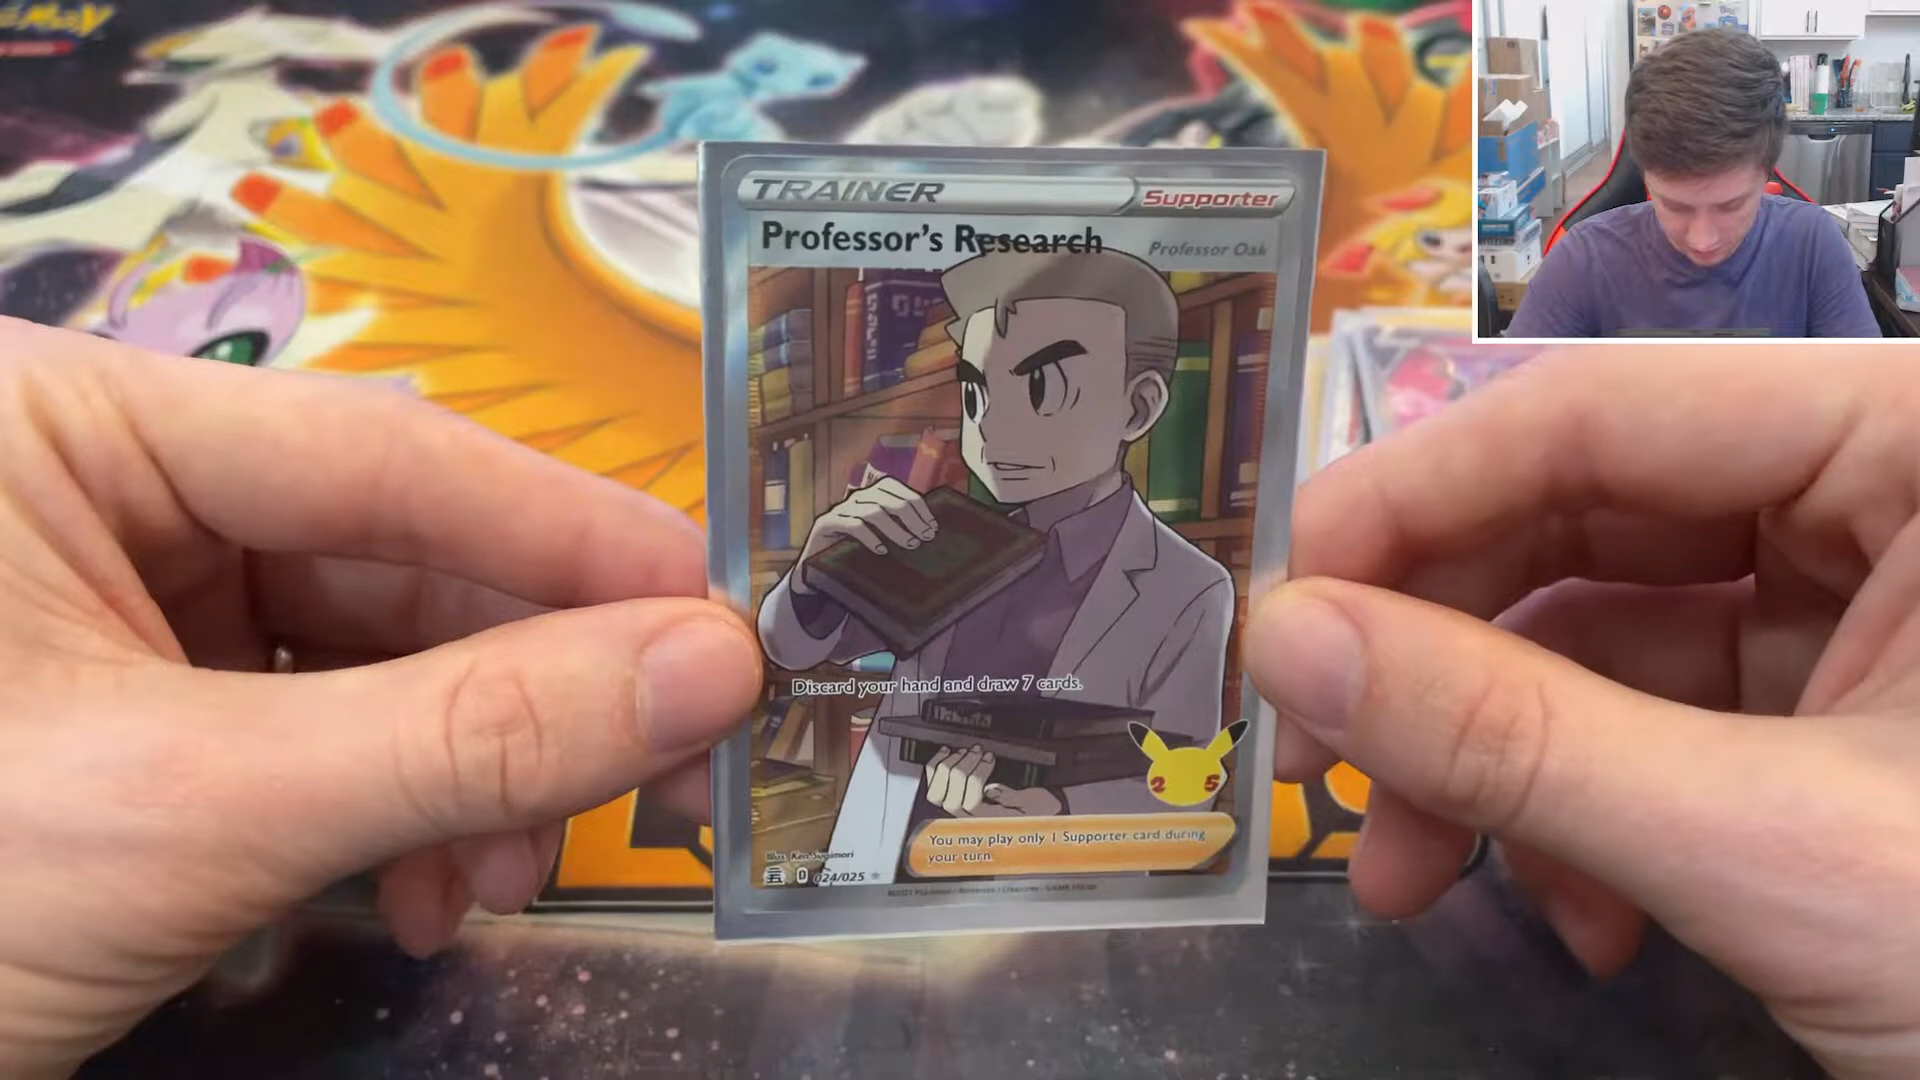 TRAINER Supporter
Professor's Research Professor Oak
Discard your hand and draw 7 cards.
2 5
You may play only 1 Supporter card during
your turn.
Illus. Ken Sugimori
024/025